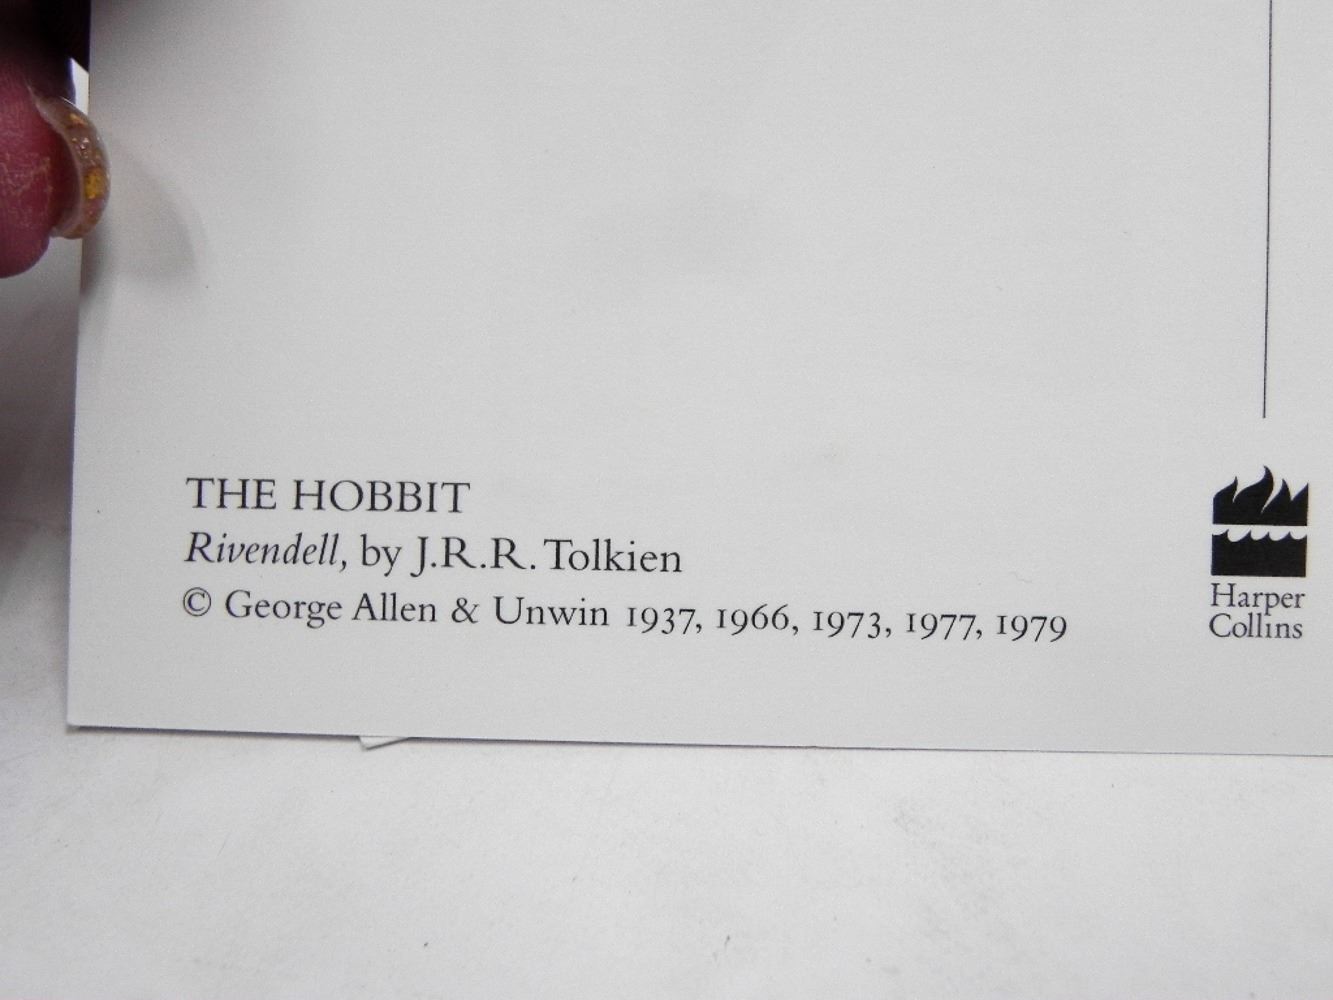 THE HOBBIT
Rivendell, by J.R.R. Tolkien
© George Allen & Unwin 1937, 1966, 1973, 1977, 1979
Harper
Collins